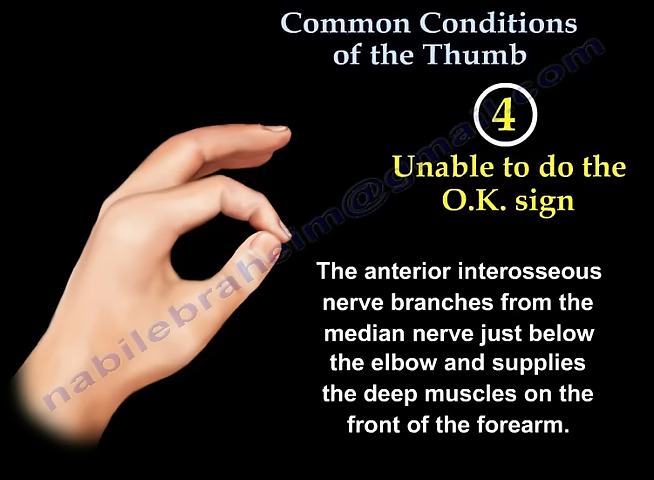 Common Conditions
of the Thumb
4
Unable to do the
O.K. sign
The anterior interosseous
nerve branches from the
median nerve just below
the elbow and supplies
the deep muscles on the
front of the forearm.
nabilebraheim@gmail.com